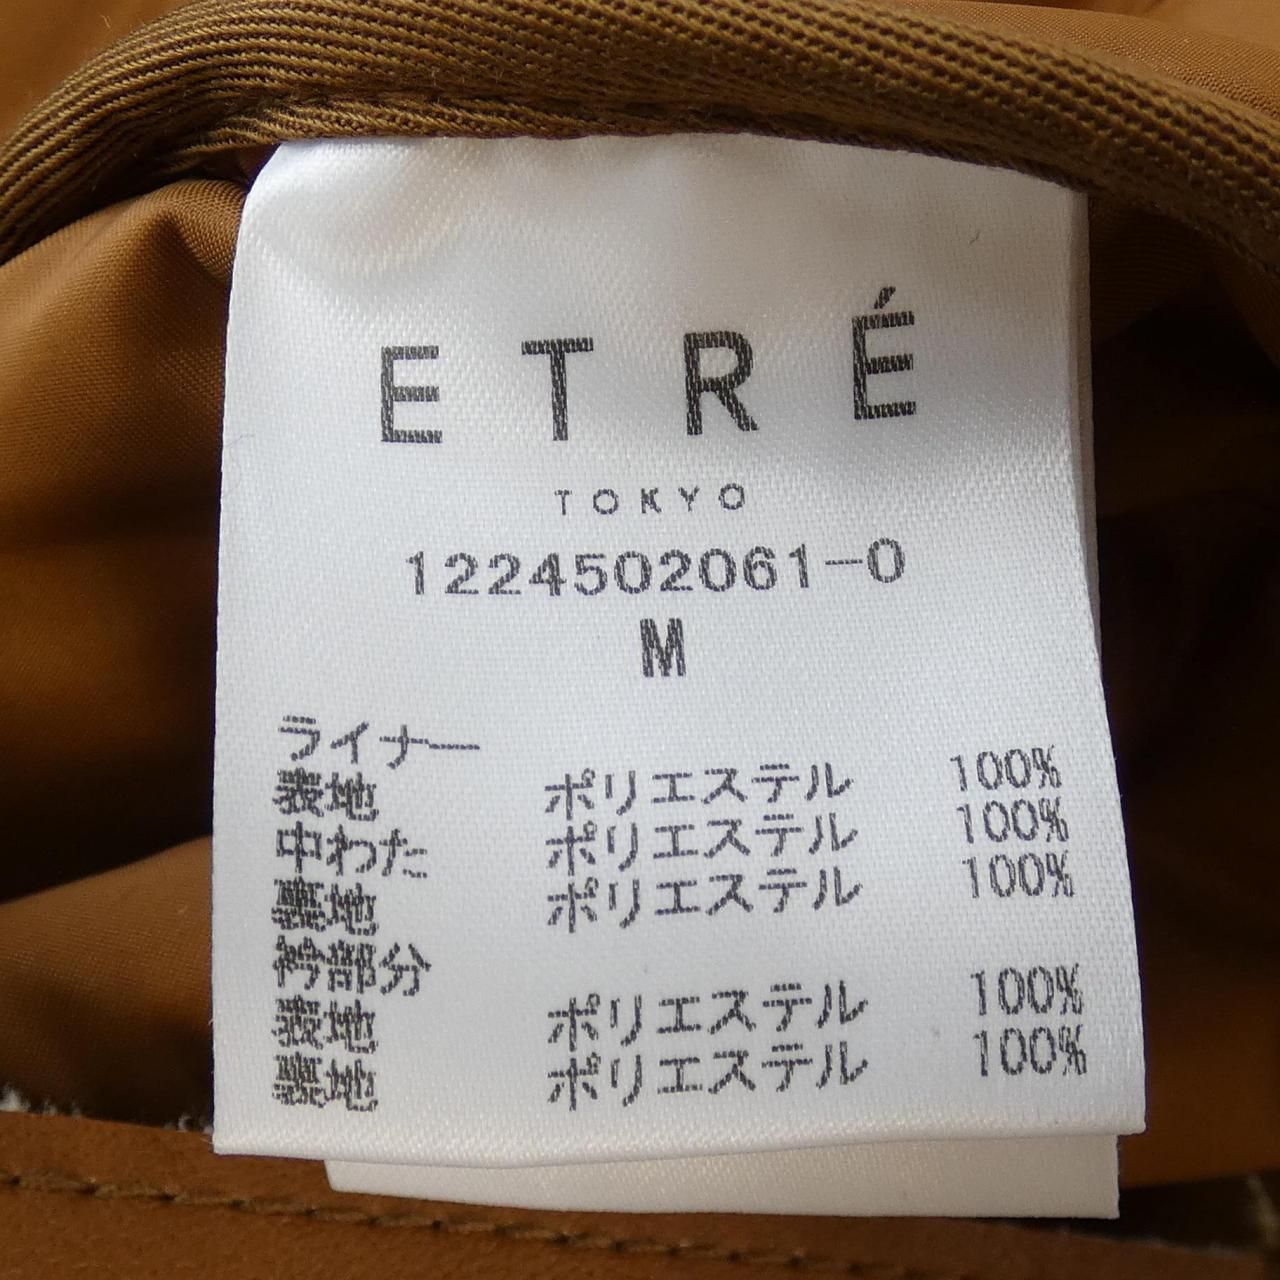 ETRÉ
TOKYO
1224502061-0
M
ライナー
表地 ポリエステル 100%
中わた ポリエステル 100%
裏地 ポリエステル 100%
衿部分
表地 ポリエステル 100%
裏地 ポリエステル 100%